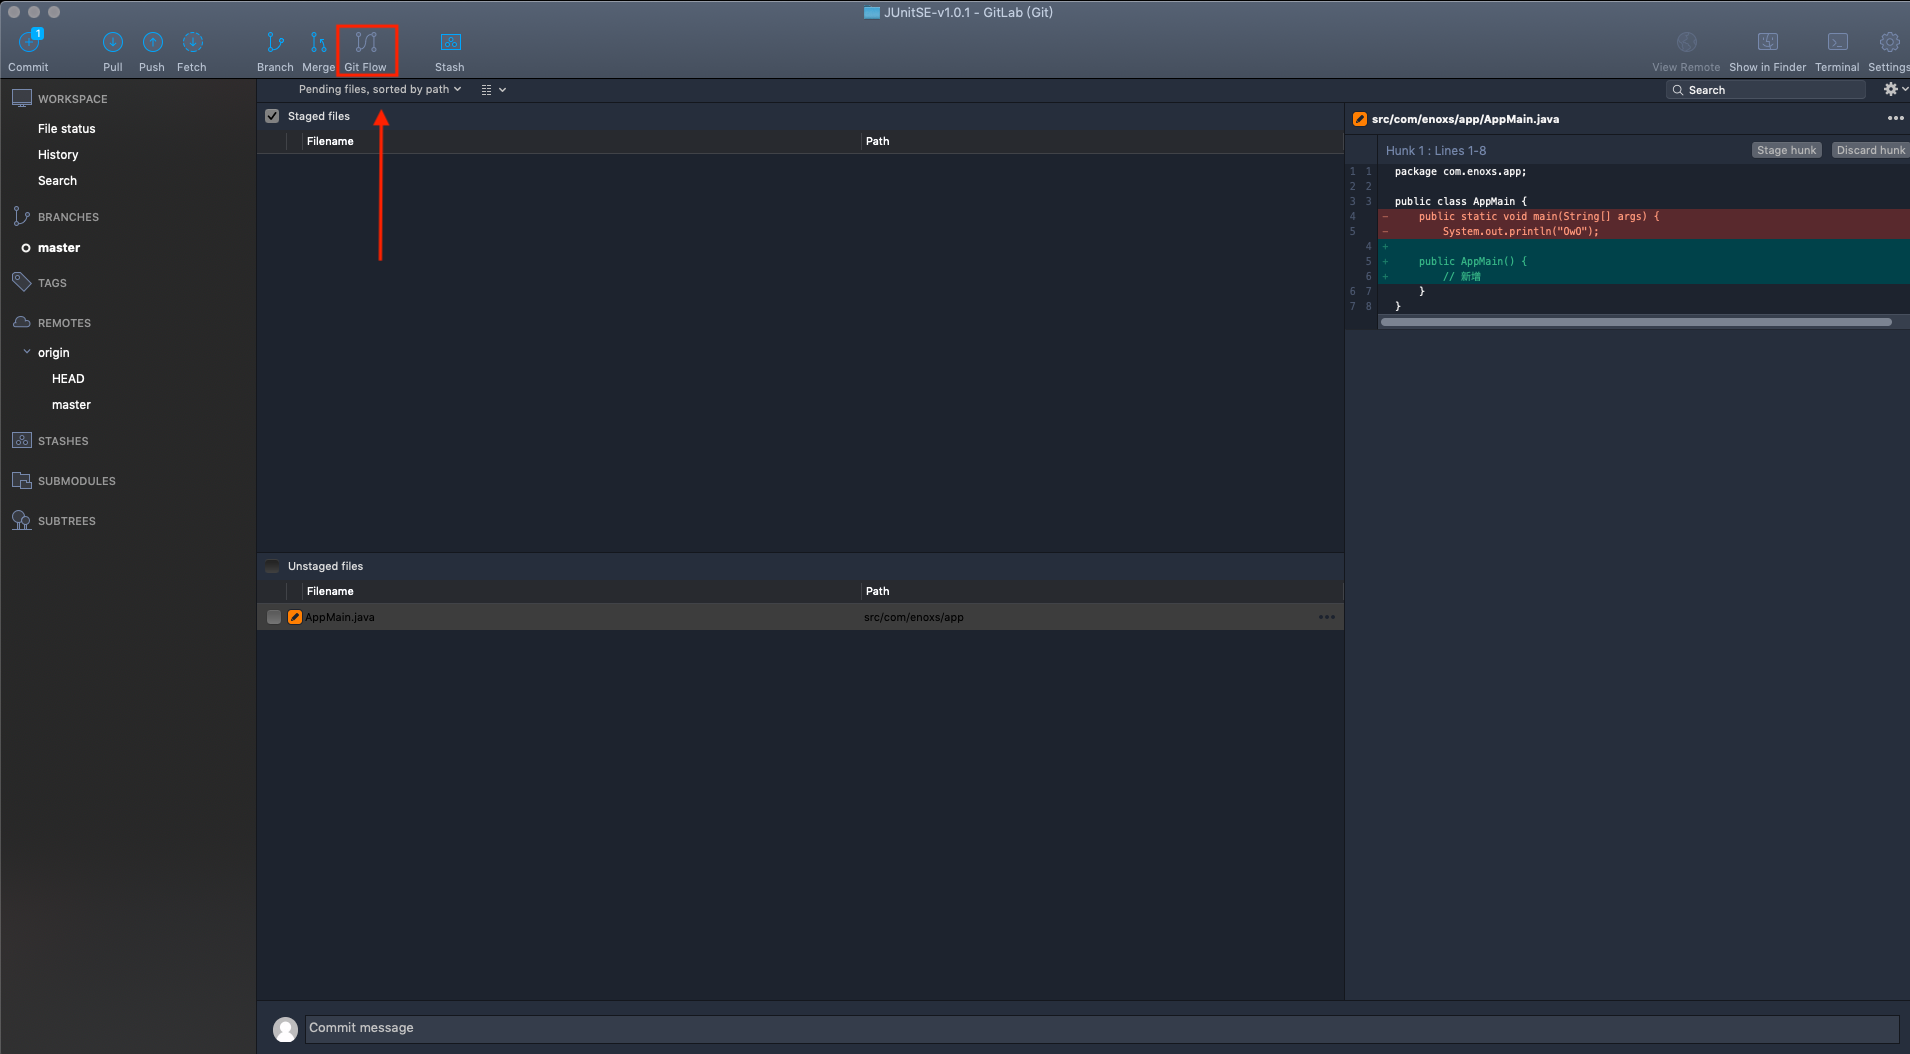 JUnitSE-v1.0.1 - GitLab (Git)
1
Commit
Pull
Push
Fetch
Branch
Merge
Git Flow
Stash
View Remote
Show in Finder
Terminal
Settings
Pending files, sorted by path
Search
WORKSPACE
File status
History
Search
BRANCHES
master
TAGS
REMOTES
origin
HEAD
master
STASHES
SUBMODULES
SUBTREES
Staged files
Filename Path
Unstaged files
Filename Path
AppMain.java src/com/enoxs/app
src/com/enoxs/app/AppMain.java
Hunk 1 : Lines 1-8
Stage hunk
Discard hunk
1 1 package com.enoxs.app;
2 2
3 3 public class AppMain {
4 - public static void main(String[] args) {
5 - System.out.println("OwO");
4 +
5 + public AppMain() {
6 + // 新增
6 7 }
7 8 }
Commit message